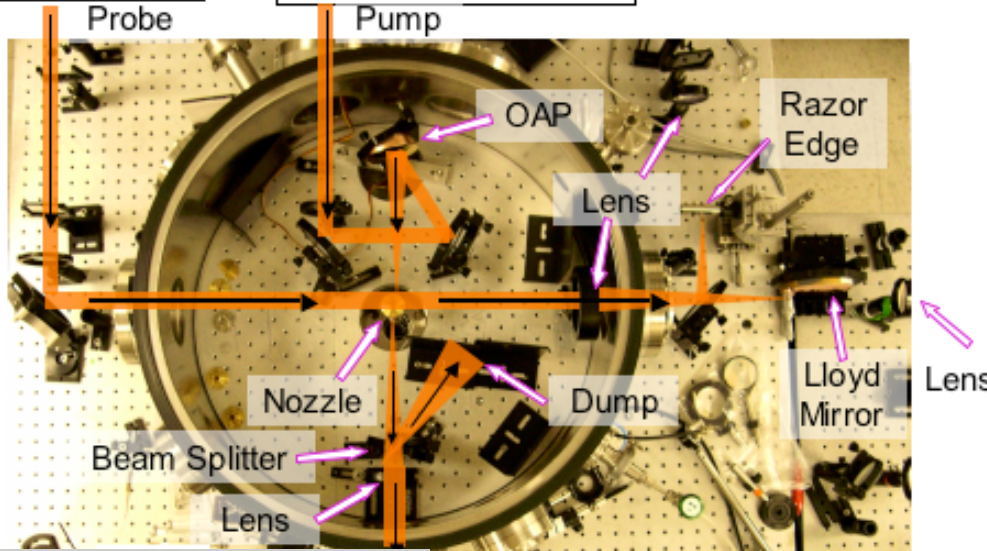 Probe
Pump
OAP
Razor
Edge
Lens
Nozzle
Dump
Lloyd
Mirror
Lens
Beam Splitter
Lens